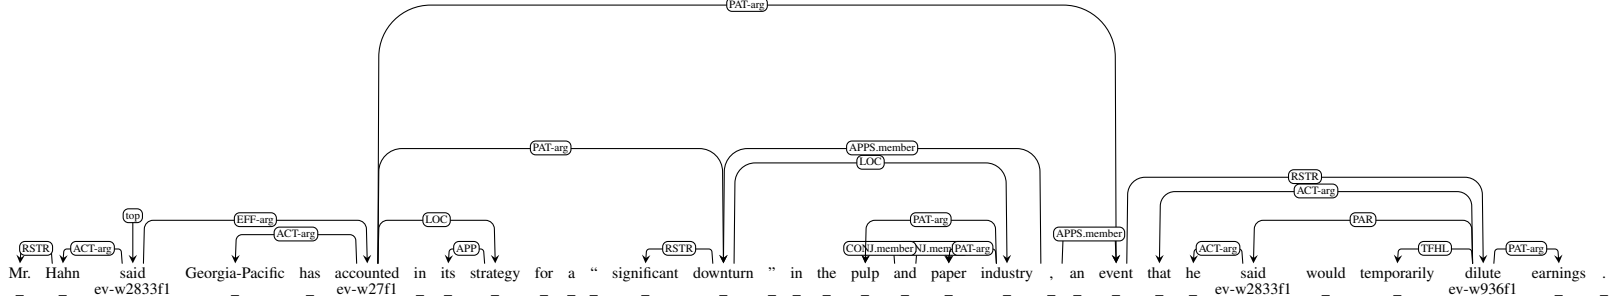 PAT-arg
PAT-arg APPS.member
LOC
RSTR
ACT-arg
top EFF-arg LOC PAT-arg PAR
ACT-arg APPS.member
RSTR ACT-arg APP RSTR CONJ.member NJ.mem PAT-arg ACT-arg TFHL PAT-arg
Mr. Hahn said Georgia-Pacific has accounted in its strategy for a “ significant downturn ” in the pulp and paper industry , an event that he said would temporarily dilute earnings .
_ _ ev-w2833f1 _ _ ev-w27f1 _ _ _ _ _ _ _ _ _ _ _ _ _ _ _ _ _ _ _ _ ev-w2833f1 _ _ ev-w936f1 _ _